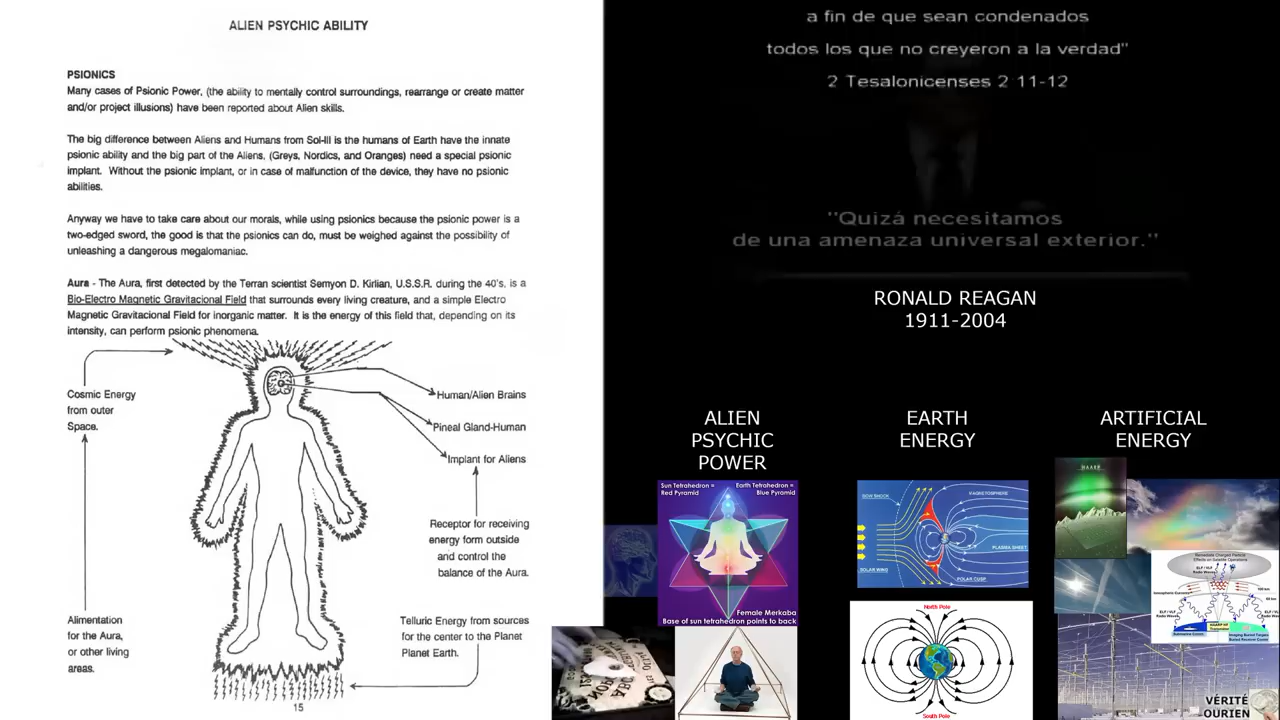 ALIEN PSYCHIC ABILITY
PSIONICS
Many cases of Psionic Power, (the ability to mentally control surroundings, rearrange or create matter
and/or project illusions) have been reported about Alien skills.
The big difference between Aliens and Humans from Sol-III is the humans of Earth have the innate
psionic ability and the big part of the Aliens, (Greys, Nordics, and Oranges) need a special psionic
implant. Without the psionic implant, or in case of malfunction of the device, they have no psionic
abilities.
Anyway we have to take care about our morals, while using psionics because the psionic power is a
two-edged sword, the good is that the psionics can do, must be weighed against the possibility of
unleashing a dangerous megalomaniac.
Aura - The Aura, first detected by the Terran scientist Semyon D. Kirlian, U.S.S.R. during the 40's, is a
Bio-Electro Magnetic Gravitacional Field that surrounds every living creature, and a simple Electro
Magnetic Gravitacional Field for inorganic matter. It is the energy of this field that, depending on its
intensity, can perform psionic phenomena.
Cosmic Energy
from outer
Space.
Human/Alien Brains
Pineal Gland-Human
Implant for Aliens
Receptor for receiving
energy form outside
and control the
balance of the Aura.
Alimentation
for the Aura,
or other living
areas.
Telluric Energy from sources
for the center to the Planet
Planet Earth.
15
a fin de que sean condenados
todos los que no creyeron a la verdad"
2 Tesalonicenses 2 11-12
"Quizá necesitamos
de una amenaza universal exterior."
RONALD REAGAN
1911-2004
ALIEN
PSYCHIC
POWER
Sun Tetrahedron =
Red Pyramid
Earth Tetrahedron =
Blue Pyramid
Female Merkaba
Base of sun tetrahedron points to back
EARTH
ENERGY
BOW SHOCK
MAGNETOSPHERE
PLASMA SHEET
SOLAR WIND
POLAR CUSP
North Pole
South Pole
ARTIFICIAL
ENERGY
HAARP
VÉRITÉ
OURIEN